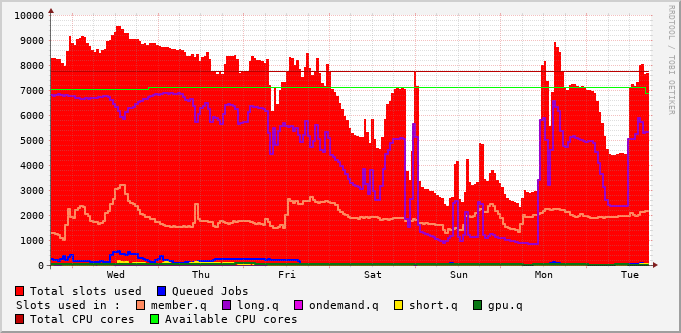 RRDTOOL / TOBI OETIKER
10000
9000
8000
7000
6000
5000
4000
3000
2000
1000
0
Wed Thu Fri Sat Sun Mon Tue
Total slots used Queued Jobs
Slots used in : member.q long.q ondemand.q short.q gpu.q
Total CPU cores Available CPU cores